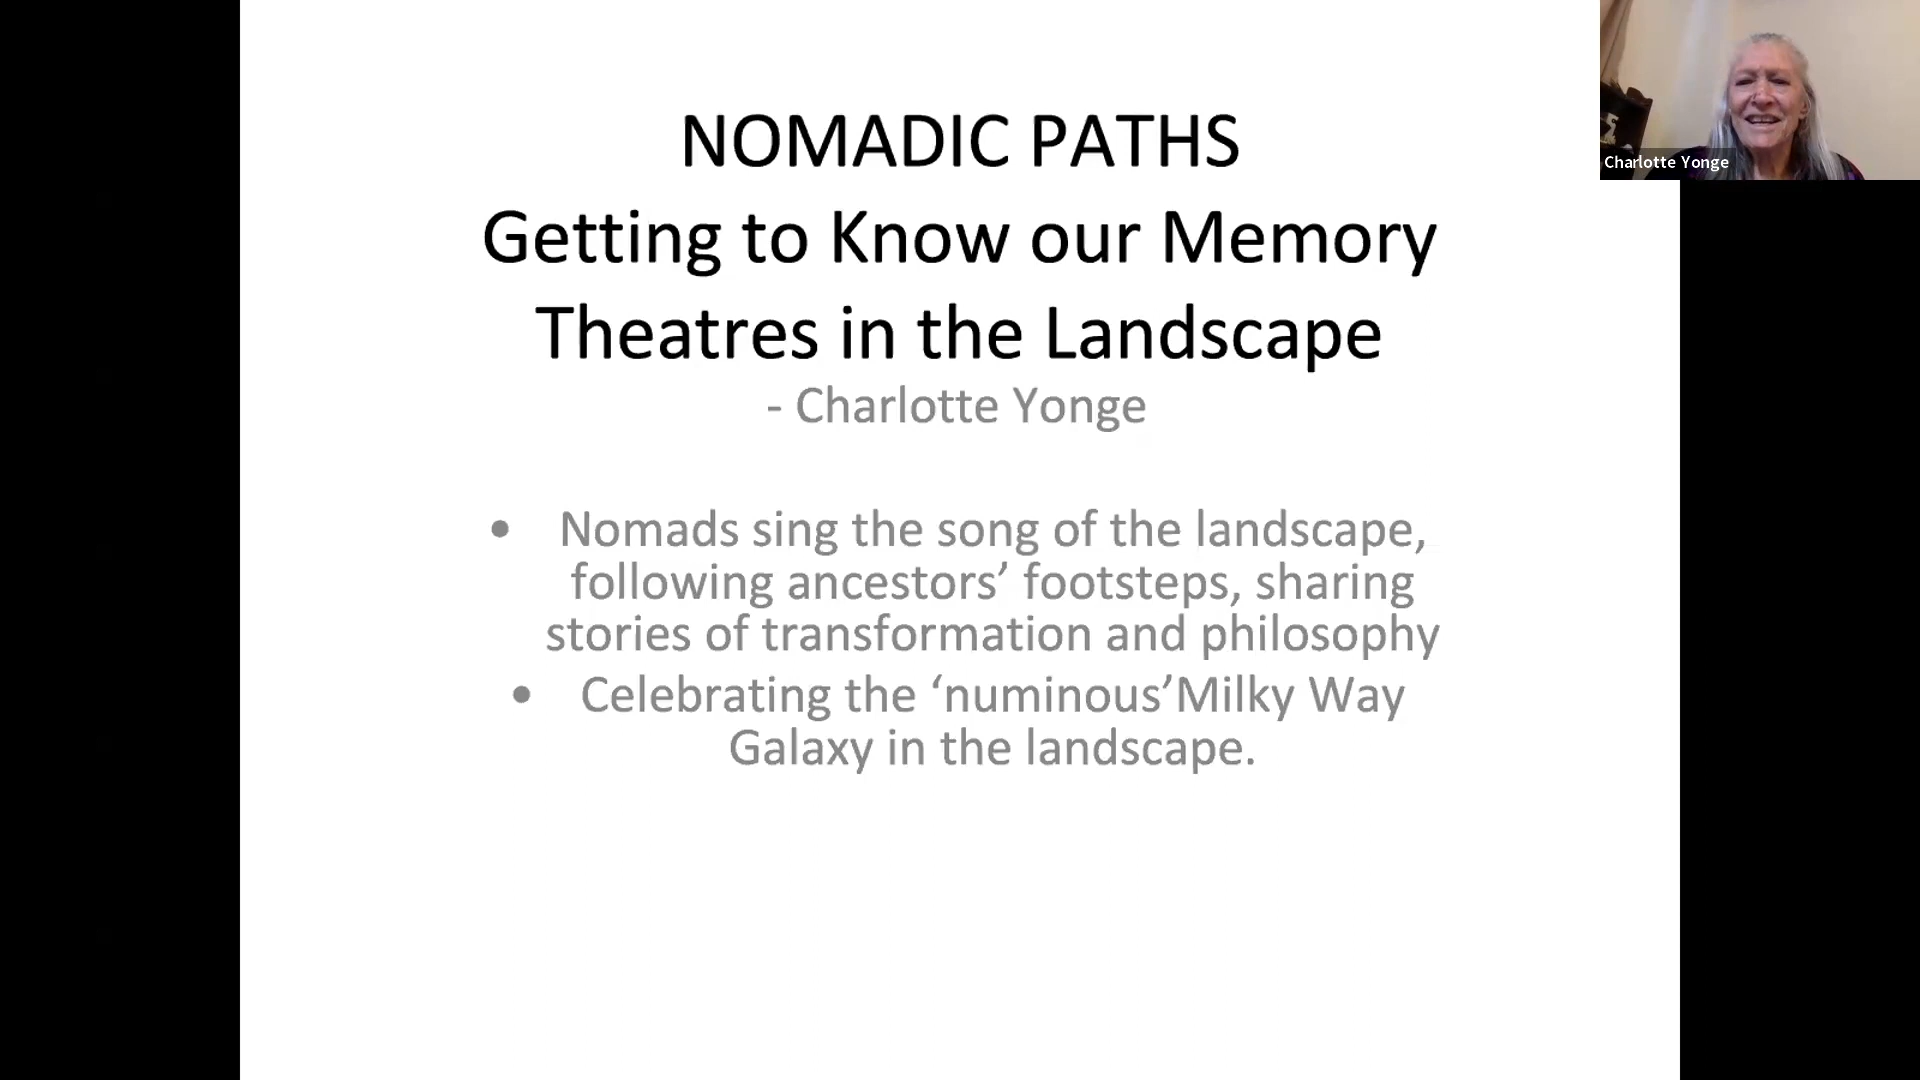 NOMADIC PATHS
Getting to Know our Memory
Theatres in the Landscape
- Charlotte Yonge
• Nomads sing the song of the landscape,
following ancestors’ footsteps, sharing
stories of transformation and philosophy
• Celebrating the ‘numinous’Milky Way
Galaxy in the landscape.
Charlotte Yonge